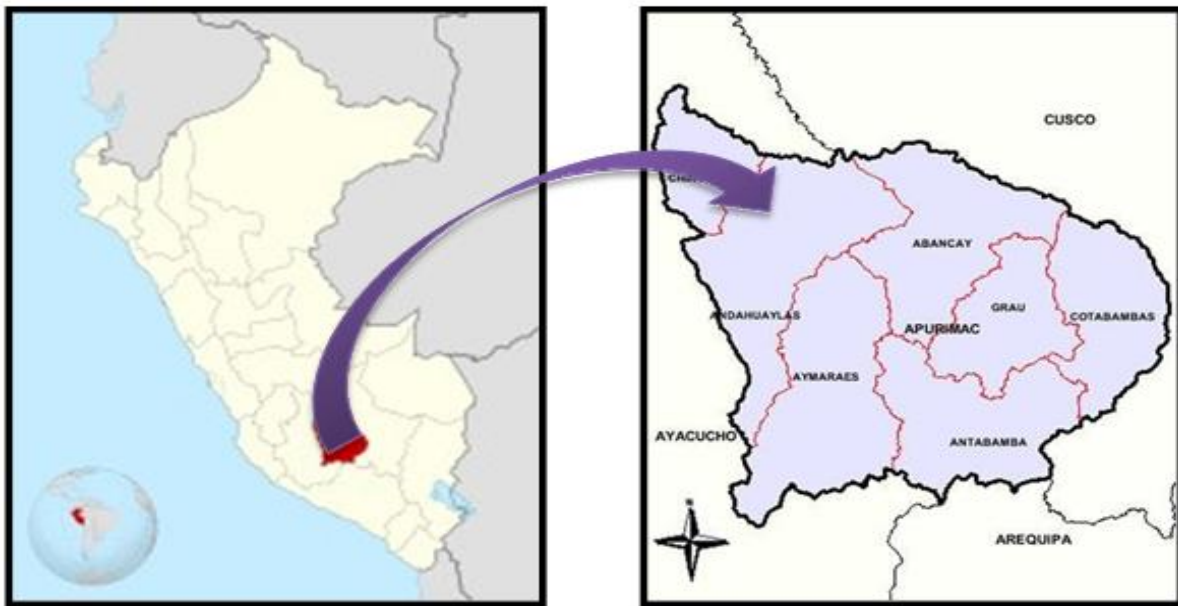 CUSCO
ABANCAY
GRAU
ANDAHUAYLAS
APURIMAC
COTABAMBAS
AYMARAES
AYACUCHO
ANTABAMBA
AREQUIPA